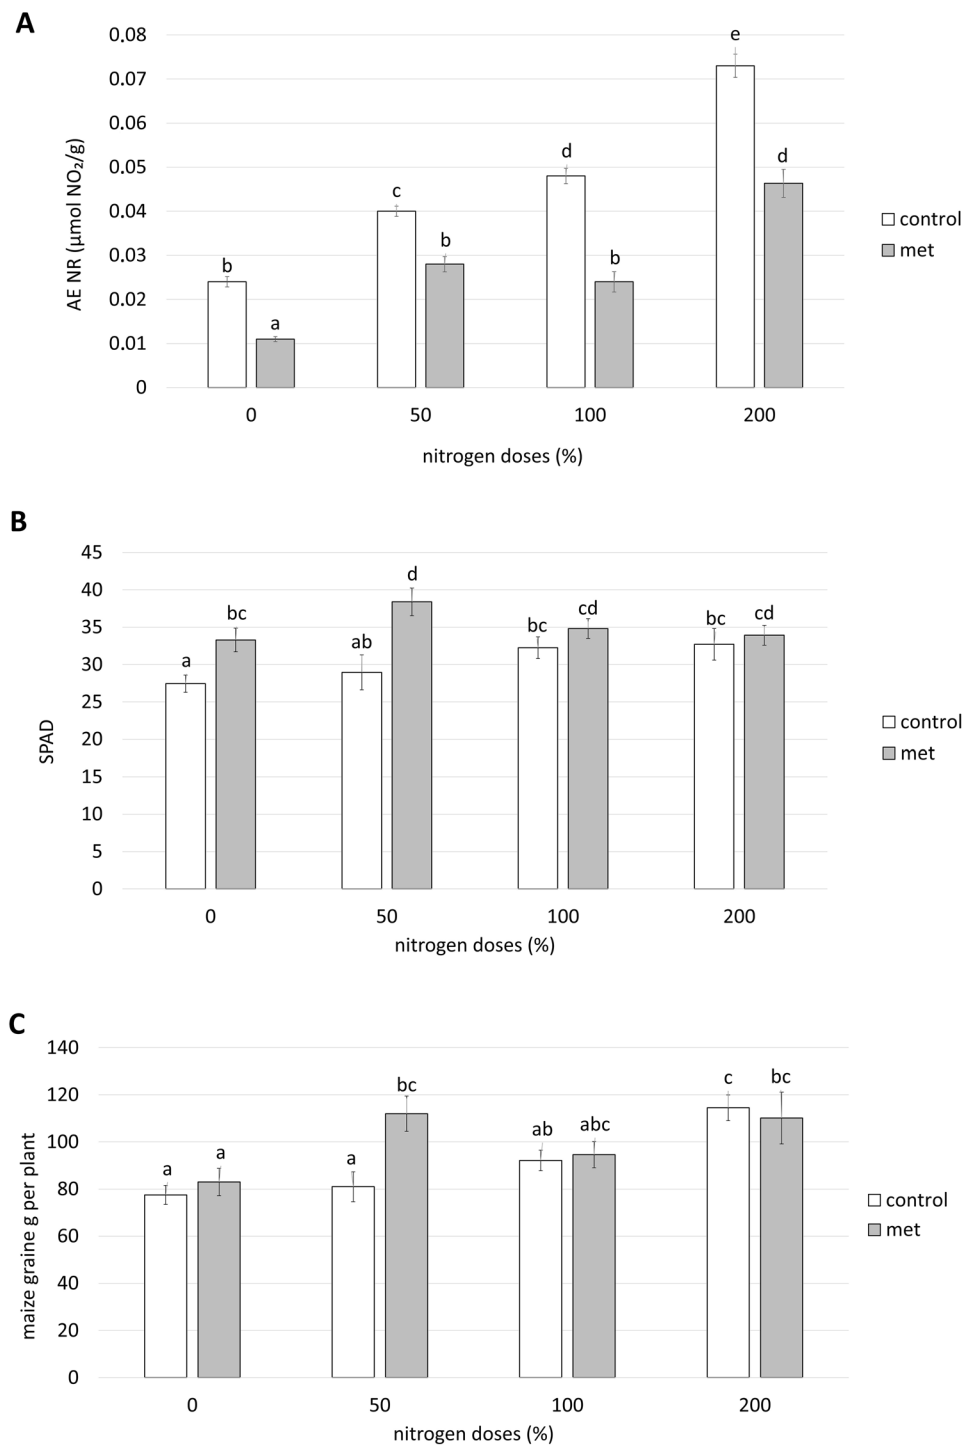 A
AE NR (µmol NO₂/g)
0.08
0.07
0.06
0.05
0.04
0.03
0.02
0.01
0
b
a
c
b
d
b
e
d
0 50 100 200
nitrogen doses (%)
control
met
B
SPAD
45
40
35
30
25
20
15
10
5
0
a
bc
ab
d
bc
cd
bc
cd
0 50 100 200
nitrogen doses (%)
control
met
C
maize graine g per plant
140
120
100
80
60
40
20
0
a
a
a
bc
ab
abc
c
bc
0 50 100 200
nitrogen doses (%)
control
met